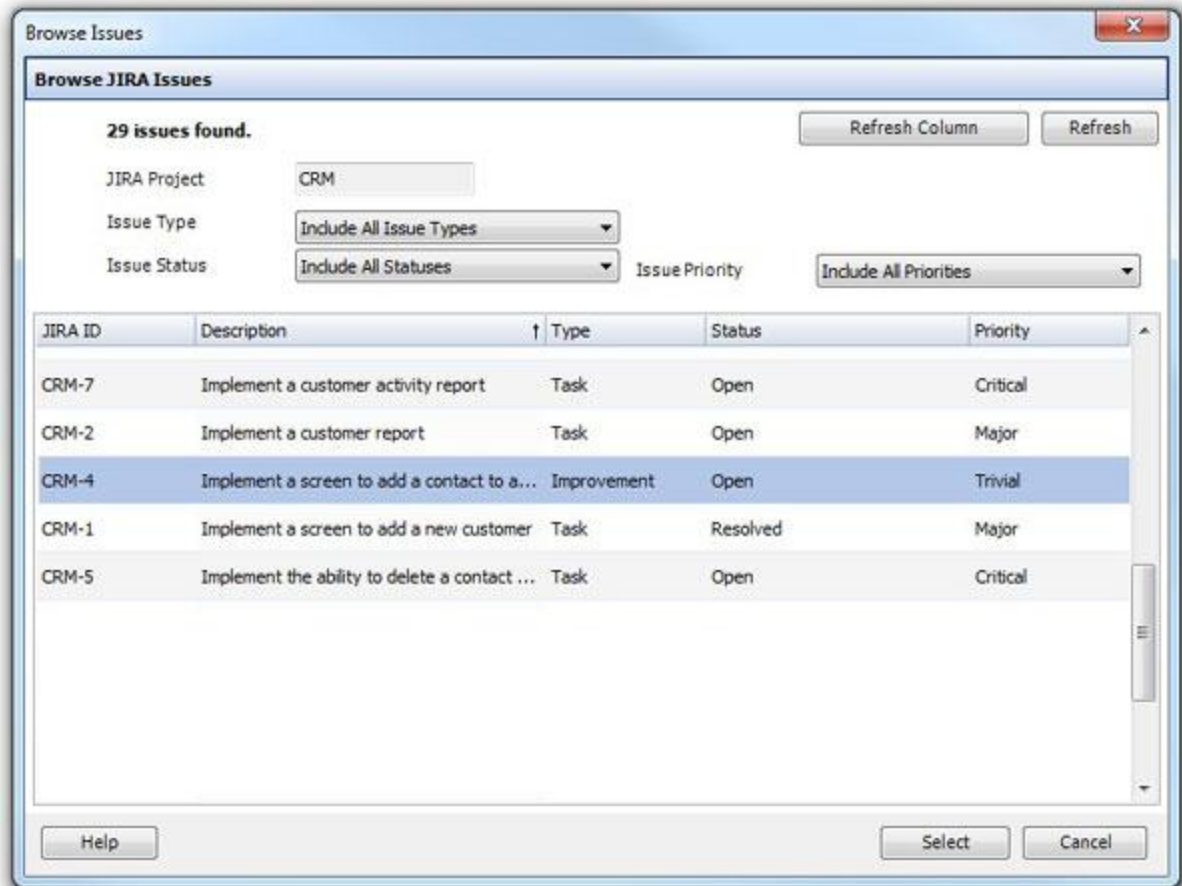 Browse Issues
Browse JIRA Issues
29 issues found.
Refresh Column
Refresh
JIRA Project CRM
Issue Type Include All Issue Types
Issue Status Include All Statuses Issue Priority Include All Priorities
JIRA ID Description ↑ Type Status Priority
CRM-7 Implement a customer activity report Task Open Critical
CRM-2 Implement a customer report Task Open Major
CRM-4 Implement a screen to add a contact to a... Improvement Open Trivial
CRM-1 Implement a screen to add a new customer Task Resolved Major
CRM-5 Implement the ability to delete a contact ... Task Open Critical
Help Select Cancel